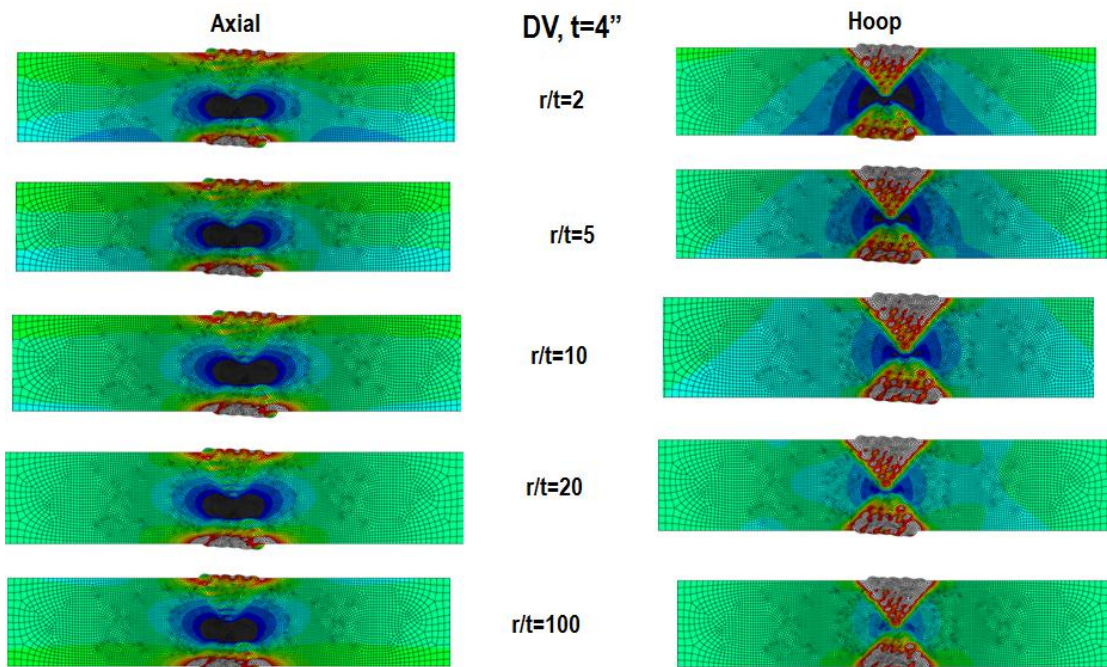 Axial
DV, t=4”
Hoop
r/t=2
r/t=5
r/t=10
r/t=20
r/t=100